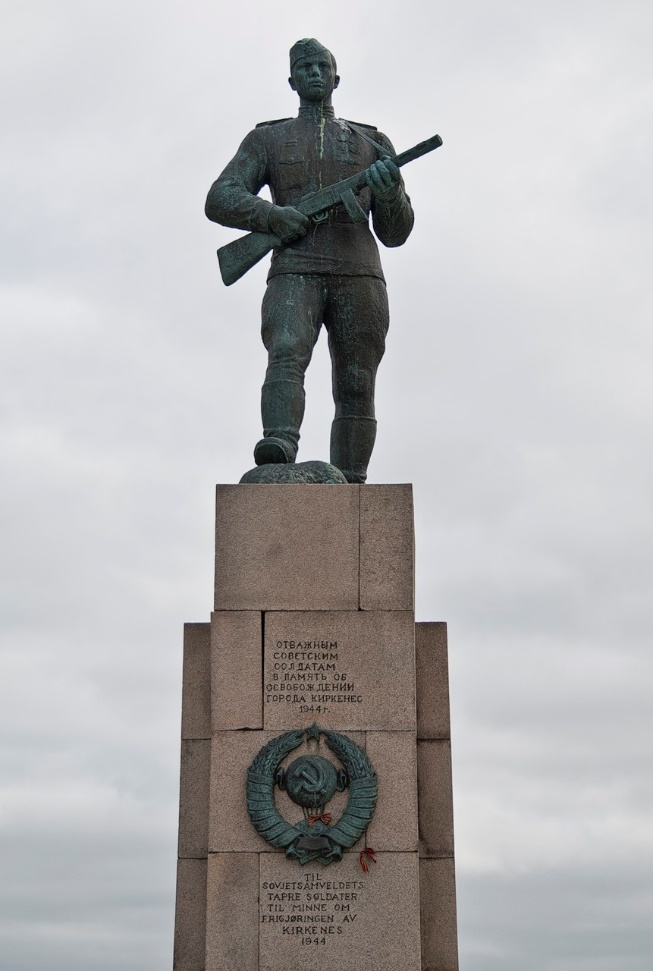 ОТВАЖНЫМ
СОВЕТСКИМ
СОЛДАТАМ
В ПАМЯТЬ ОБ
ОСВОБОЖДЕНИИ
ГОРОДА КИРКЕНЕС
1944 г.
TIL
SOVJETSAMVELDETS
TAPRE SOLDATER
TIL MINNE OM
FRIGJØRINGEN AV
KIRKENES
1944